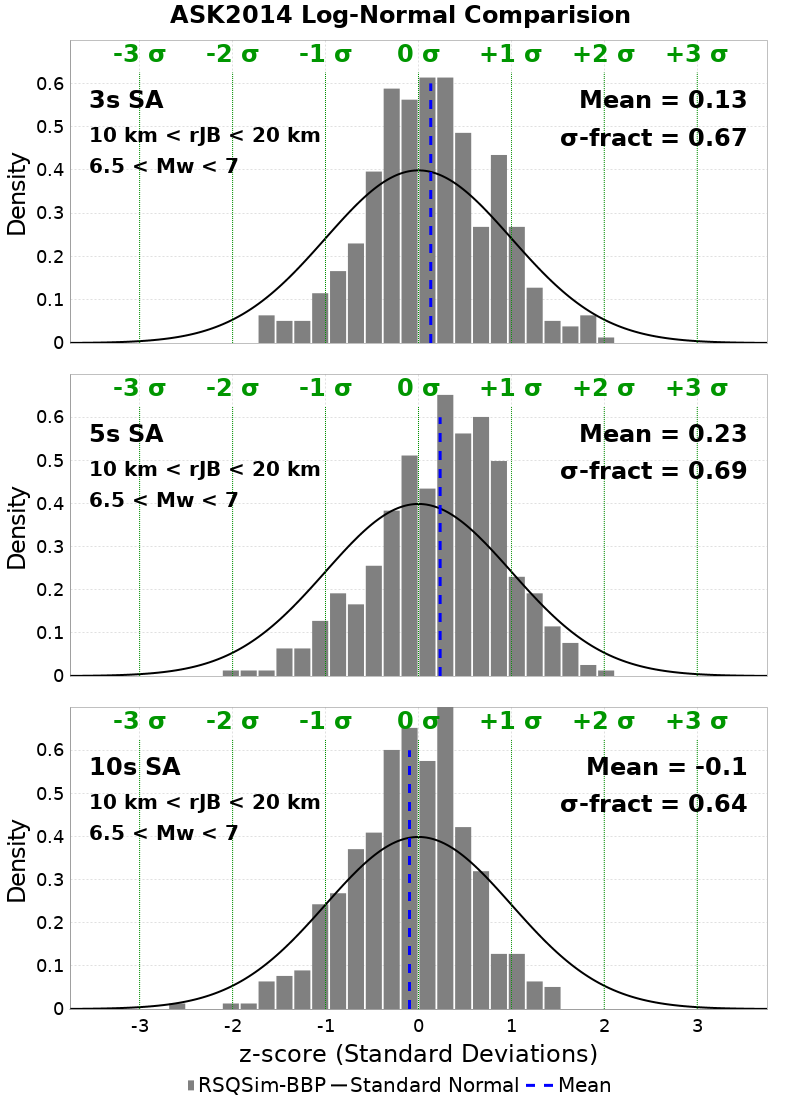 ASK2014 Log-Normal Comparision
-3 σ -2 σ -1 σ 0 σ +1 σ +2 σ +3 σ
3s SA
10 km < rJB < 20 km
6.5 < Mw < 7
Mean = 0.13
σ-fract = 0.67
Density
0.6
0.5
0.4
0.3
0.2
0.1
0
-3 σ -2 σ -1 σ 0 σ +1 σ +2 σ +3 σ
5s SA
10 km < rJB < 20 km
6.5 < Mw < 7
Mean = 0.23
σ-fract = 0.69
Density
0.6
0.5
0.4
0.3
0.2
0.1
0
-3 σ -2 σ -1 σ 0 σ +1 σ +2 σ +3 σ
10s SA
10 km < rJB < 20 km
6.5 < Mw < 7
Mean = -0.1
σ-fract = 0.64
Density
0.6
0.5
0.4
0.3
0.2
0.1
0
-3 -2 -1 0 1 2 3
z-score (Standard Deviations)
RSQSim-BBP Standard Normal Mean